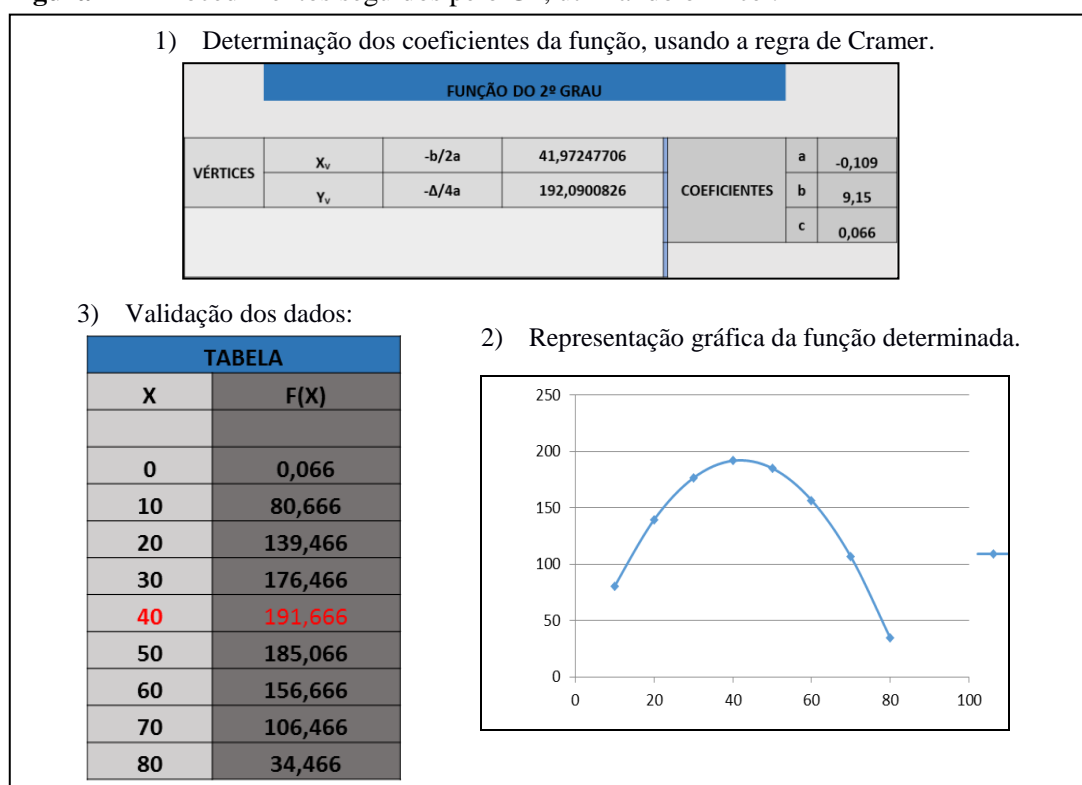 1) Determinação dos coeficientes da função, usando a regra de Cramer.
FUNÇÃO DO 2º GRAU
VÉRTICES
Xv -b/2a 41,97247706
Yv -Δ/4a 192,0900826
COEFICIENTES
a -0,109
b 9,15
c 0,066
3) Validação dos dados:
TABELA
X F(X)
0 0,066
10 80,666
20 139,466
30 176,466
40 191,666
50 185,066
60 156,666
70 106,466
80 34,466
2) Representação gráfica da função determinada.
250
200
150
100
50
0
0 20 40 60 80 100